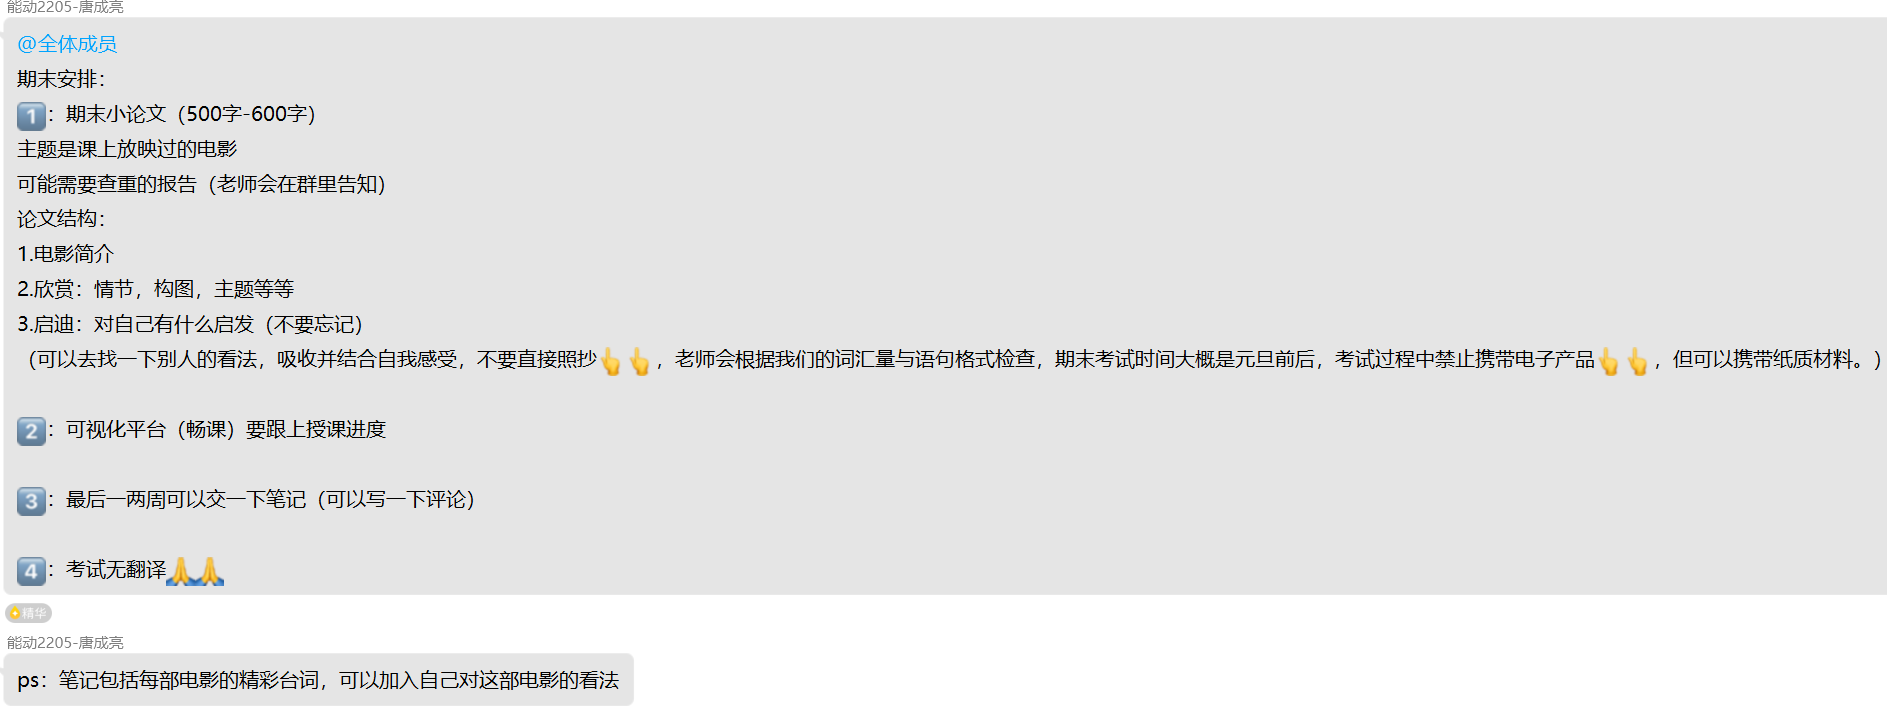 能动2205-唐成亮
@全体成员
期末安排：
1：期末小论文（500字-600字）
主题是课上放映过的电影
可能需要查重的报告（老师会在群里告知）
论文结构：
1.电影简介
2.欣赏：情节，构图，主题等等
3.启迪：对自己有什么启发（不要忘记）
（可以去找一下别人的看法，吸收并结合自我感受，不要直接照抄👆👆，老师会根据我们的词汇量与语句格式检查，期末考试时间大概是元旦前后，考试过程中禁止携带电子产品👆👆，但可以携带纸质材料。）
2：可视化平台（畅课）要跟上授课进度
3：最后一两周可以交一下笔记（可以写一下评论）
4：考试无翻译🙏🙏
精华
能动2205-唐成亮
ps：笔记包括每部电影的精彩台词，可以加入自己对这部电影的看法